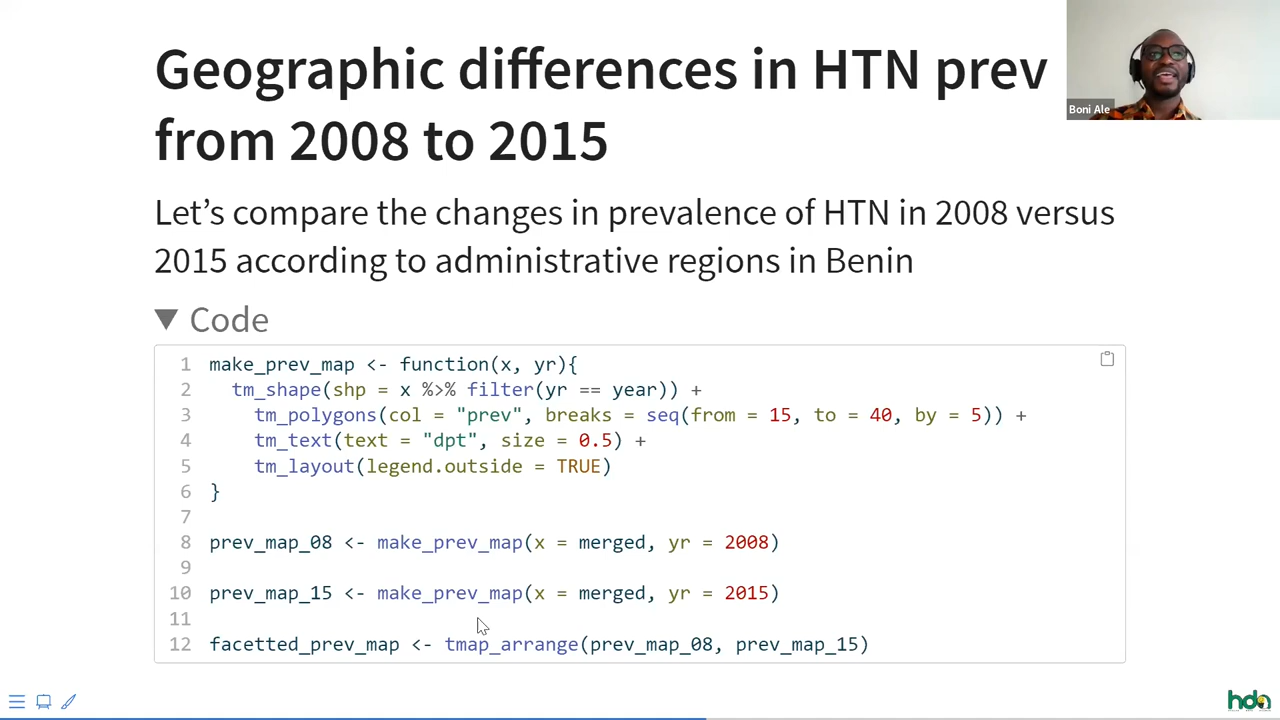 Geographic differences in HTN prev
from 2008 to 2015
Boni Ale
Let’s compare the changes in prevalence of HTN in 2008 versus
2015 according to administrative regions in Benin
▼ Code
1 make_prev_map <- function(x, yr){
2 tm_shape(shp = x %>% filter(yr == year)) +
3 tm_polygons(col = "prev", breaks = seq(from = 15, to = 40, by = 5)) +
4 tm_text(text = "dpt", size = 0.5) +
5 tm_layout(legend.outside = TRUE)
6 }
7
8 prev_map_08 <- make_prev_map(x = merged, yr = 2008)
9
10 prev_map_15 <- make_prev_map(x = merged, yr = 2015)
11
12 facetted_prev_map <- tmap_arrange(prev_map_08, prev_map_15)